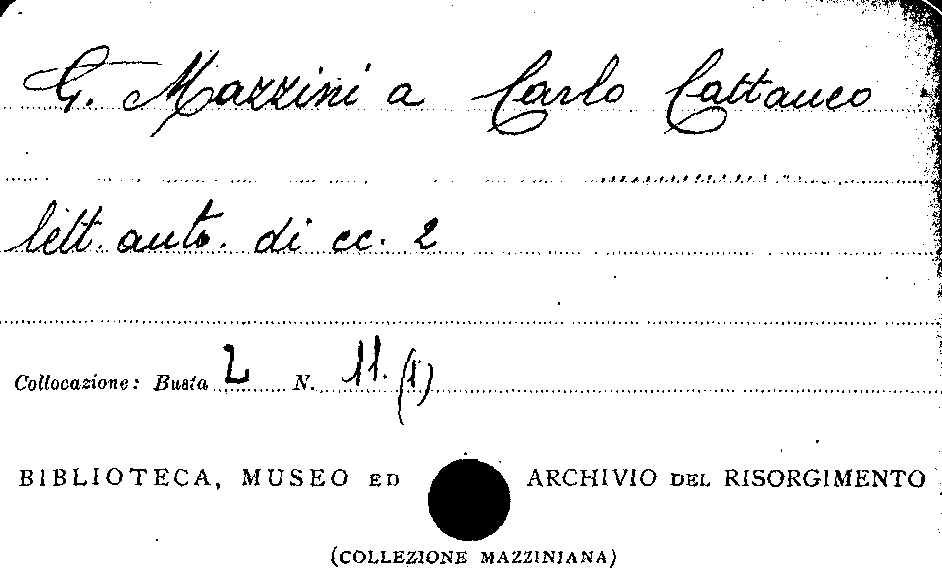 G. Mazzini a Carlo Cattaneo
lett. auto. di cc. 2
Collocazione: Busta 2 N. 11. (1)
BIBLIOTECA, MUSEO ED ARCHIVIO DEL RISORGIMENTO
(COLLEZIONE MAZZINIANA)